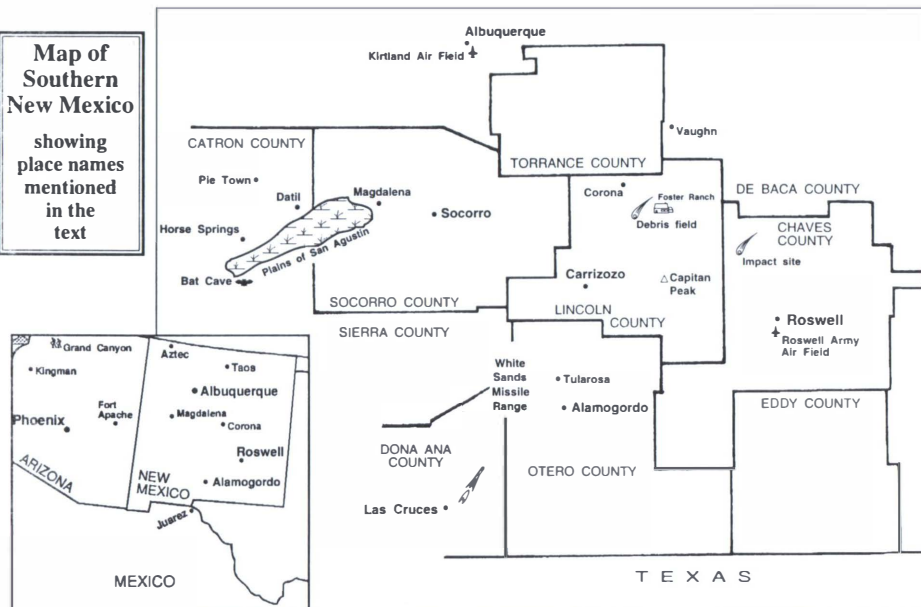 Map of
Southern
New Mexico
showing
place names
mentioned
in the
text
Albuquerque
Kirtland Air Field
Vaughn
CATRON COUNTY
TORRANCE COUNTY
Pie Town
Datil
Magdalena
Socorro
Horse Springs
Plains of San Agustin
Bat Cave
Corona
Foster Ranch
Debris field
DE BACA COUNTY
CHAVES
COUNTY
Impact site
Carrizozo
Capitan
Peak
SOCORRO COUNTY
SIERRA COUNTY
LINCOLN
COUNTY
Roswell
Roswell Army
Air Field
White
Sands
Missile
Range
Tularosa
Alamogordo
EDDY COUNTY
DONA ANA
COUNTY
OTERO COUNTY
Las Cruces
TEXAS
Grand Canyon
Kingman
Phoenix
Fort
Apache
ARIZONA
Aztec
Taos
Albuquerque
Magdalena
Corona
Roswell
NEW
MEXICO
Alamogordo
Juarez
MEXICO